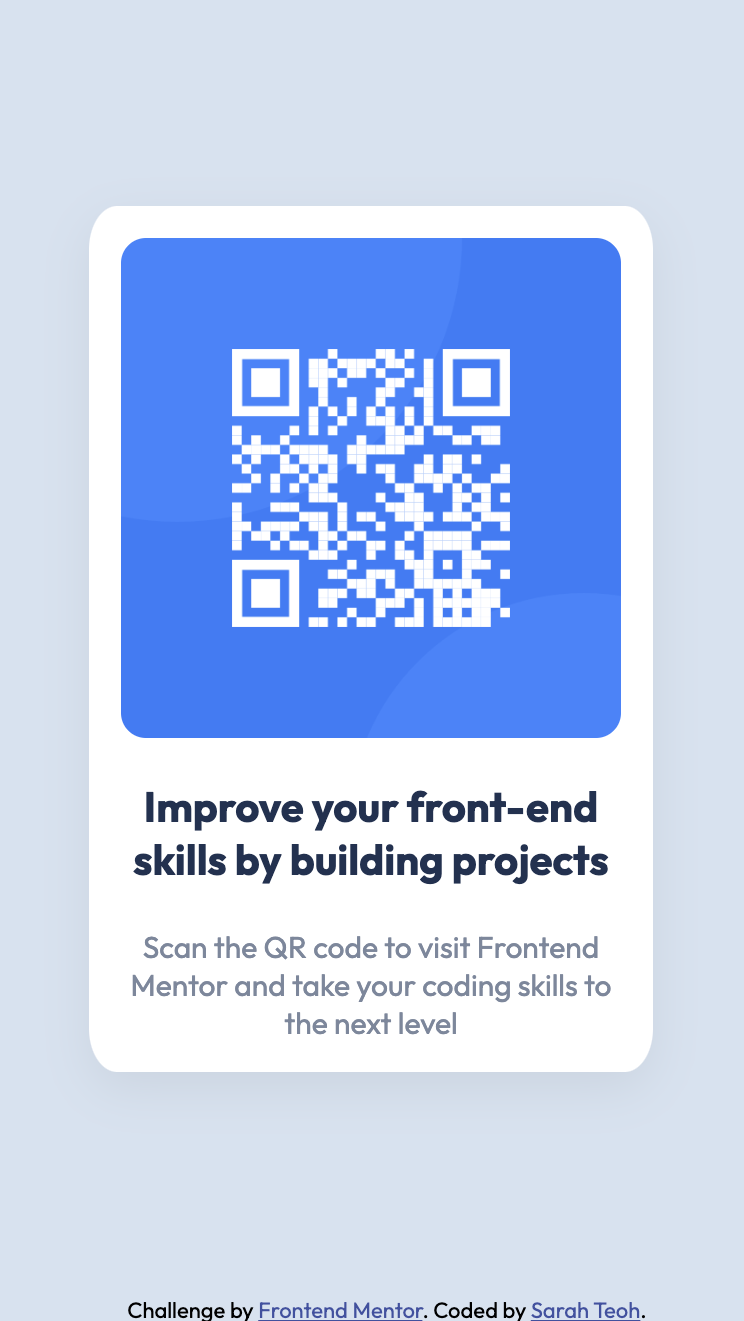 Improve your front-end
skills by building projects
Scan the QR code to visit Frontend
Mentor and take your coding skills to
the next level
Challenge by Frontend Mentor. Coded by Sarah Teoh.